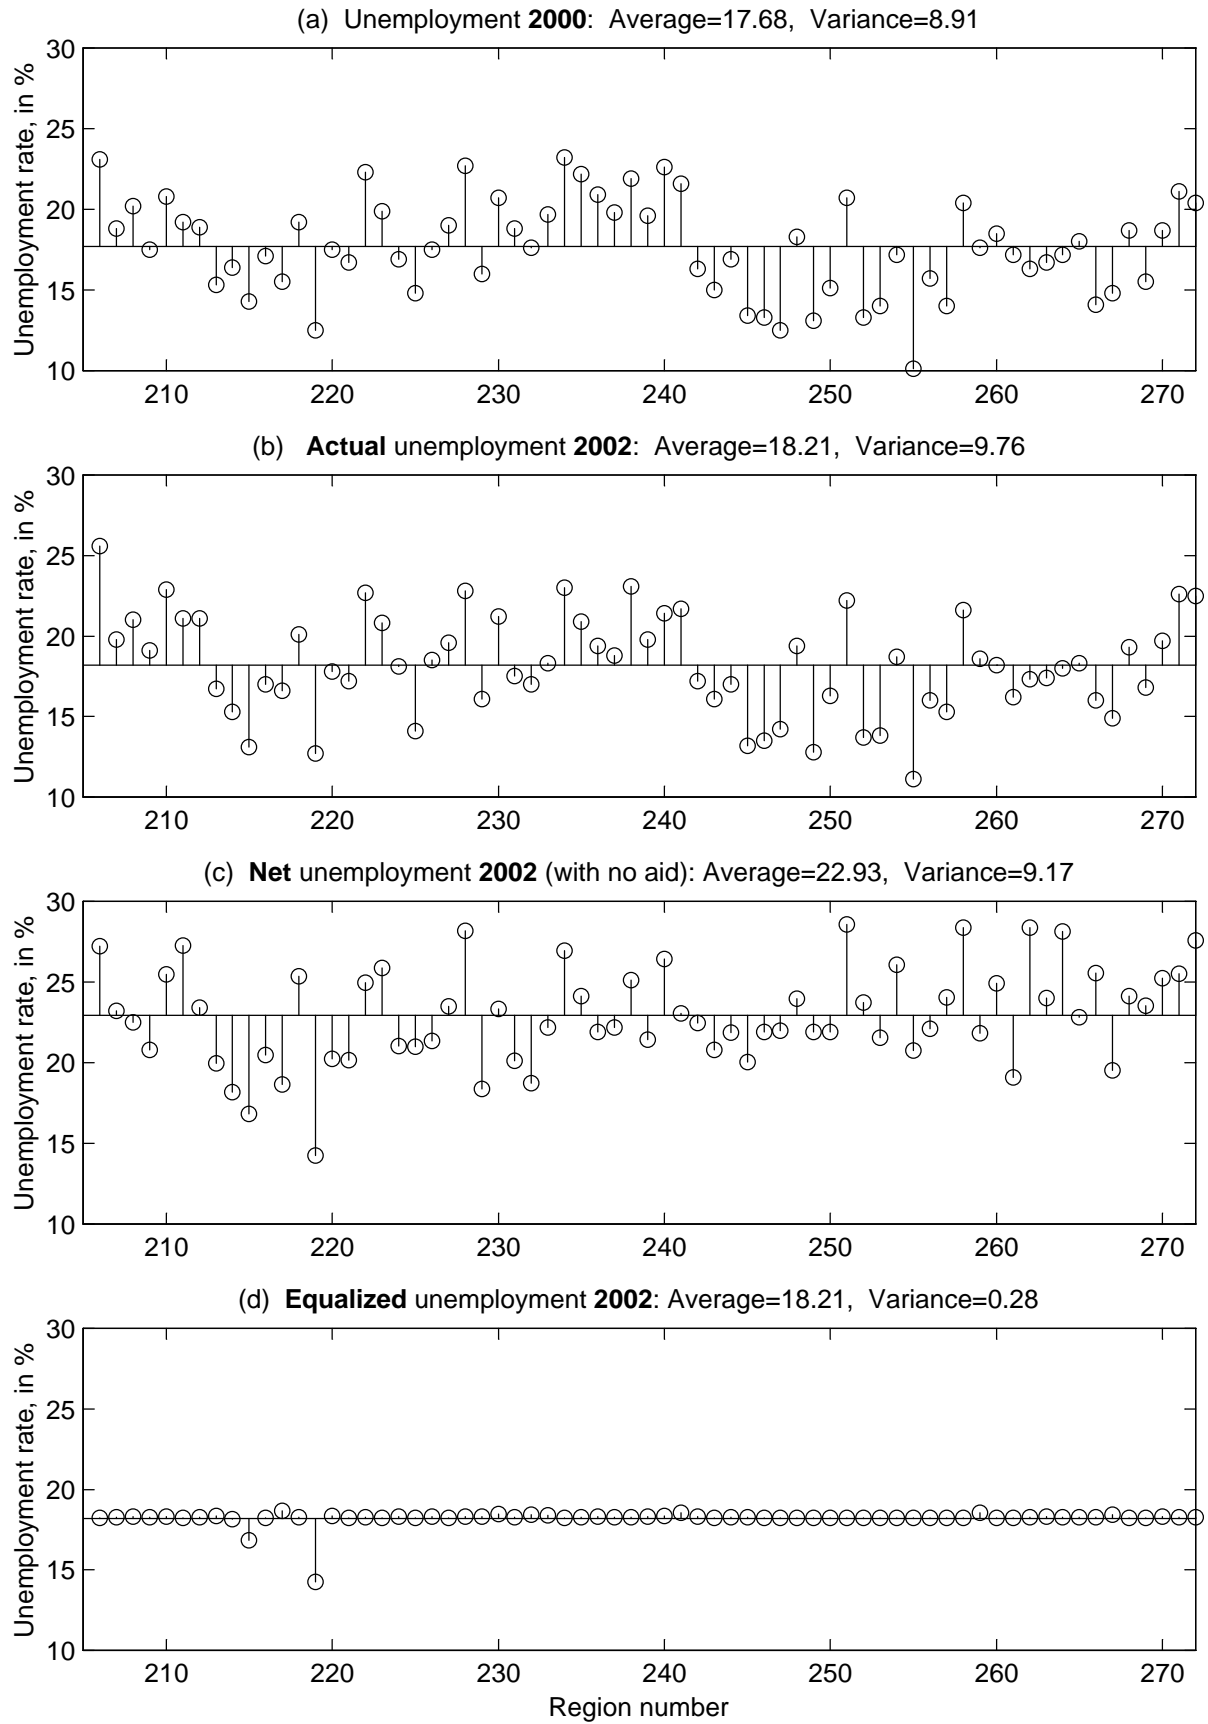 (a) Unemployment 2000: Average=17.68, Variance=8.91
Unemployment rate, in %
30
25
20
15
10
210 220 230 240 250 260 270
(b) Actual unemployment 2002: Average=18.21, Variance=9.76
Unemployment rate, in %
30
25
20
15
10
210 220 230 240 250 260 270
(c) Net unemployment 2002 (with no aid): Average=22.93, Variance=9.17
Unemployment rate, in %
30
25
20
15
10
210 220 230 240 250 260 270
(d) Equalized unemployment 2002: Average=18.21, Variance=0.28
Unemployment rate, in %
30
25
20
15
10
210 220 230 240 250 260 270
Region number